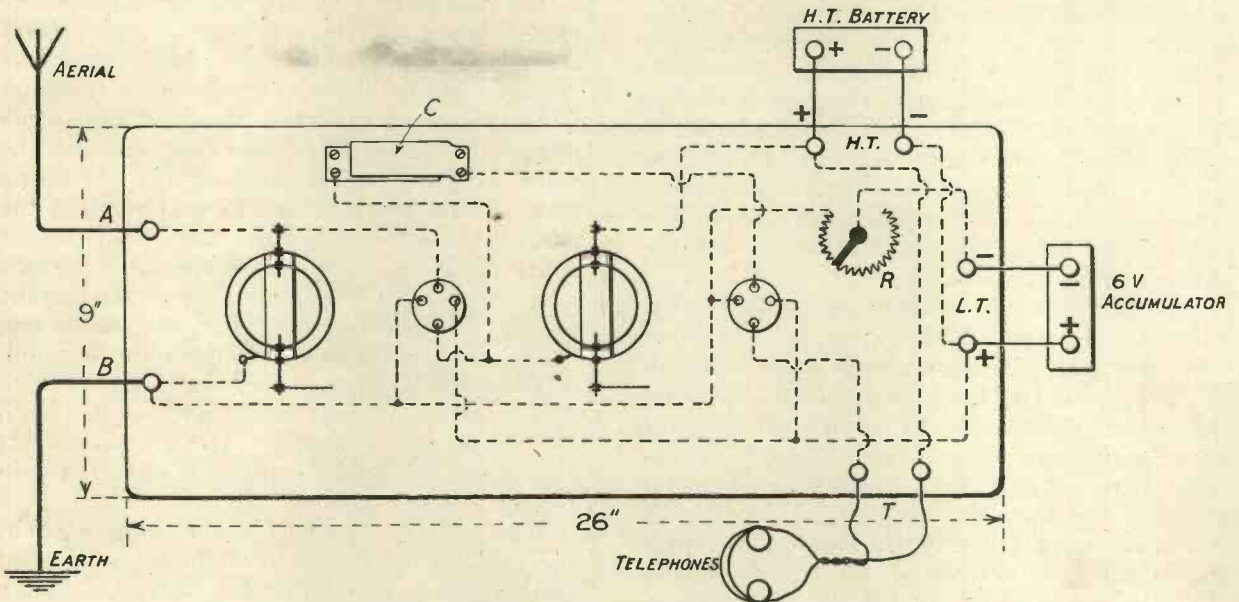 H.T. BATTERY
+ -
AERIAL
C
+ -
H.T.
A
R
-
-
6 V
ACCUMULATOR
9"
L.T.
B
+
+
26"
T
EARTH
TELEPHONES